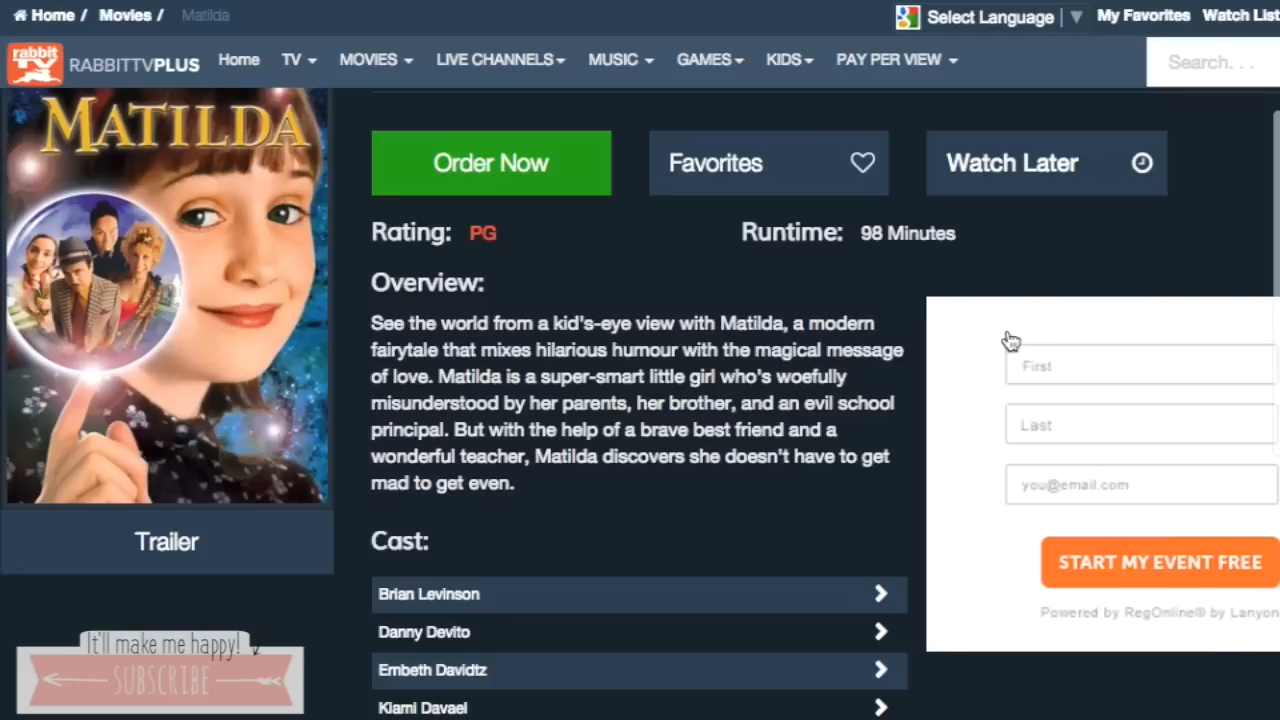 Home / Movies / Matilda
Select Language
My Favorites
Watch List
rabbit
TV
RABBITTVPLUS
Home
TV
MOVIES
LIVE CHANNELS
MUSIC
GAMES
KIDS
PAY PER VIEW
Search. . .
MATILDA
Order Now
Favorites
Watch Later
Rating: PG
Runtime: 98 Minutes
Overview:
See the world from a kid's-eye view with Matilda, a modern
fairytale that mixes hilarious humour with the magical message
of love. Matilda is a super-smart little girl who's woefully
misunderstood by her parents, her brother, and an evil school
principal. But with the help of a brave best friend and a
wonderful teacher, Matilda discovers she doesn't have to get
mad to get even.
First
Last
you@email.com
START MY EVENT FREE
Powered by RegOnline® by Lanyon
Trailer
Cast:
Brian Levinson
Danny Devito
Embeth Davidtz
Kiami Davael
It'll make me happy!
SUBSCRIBE